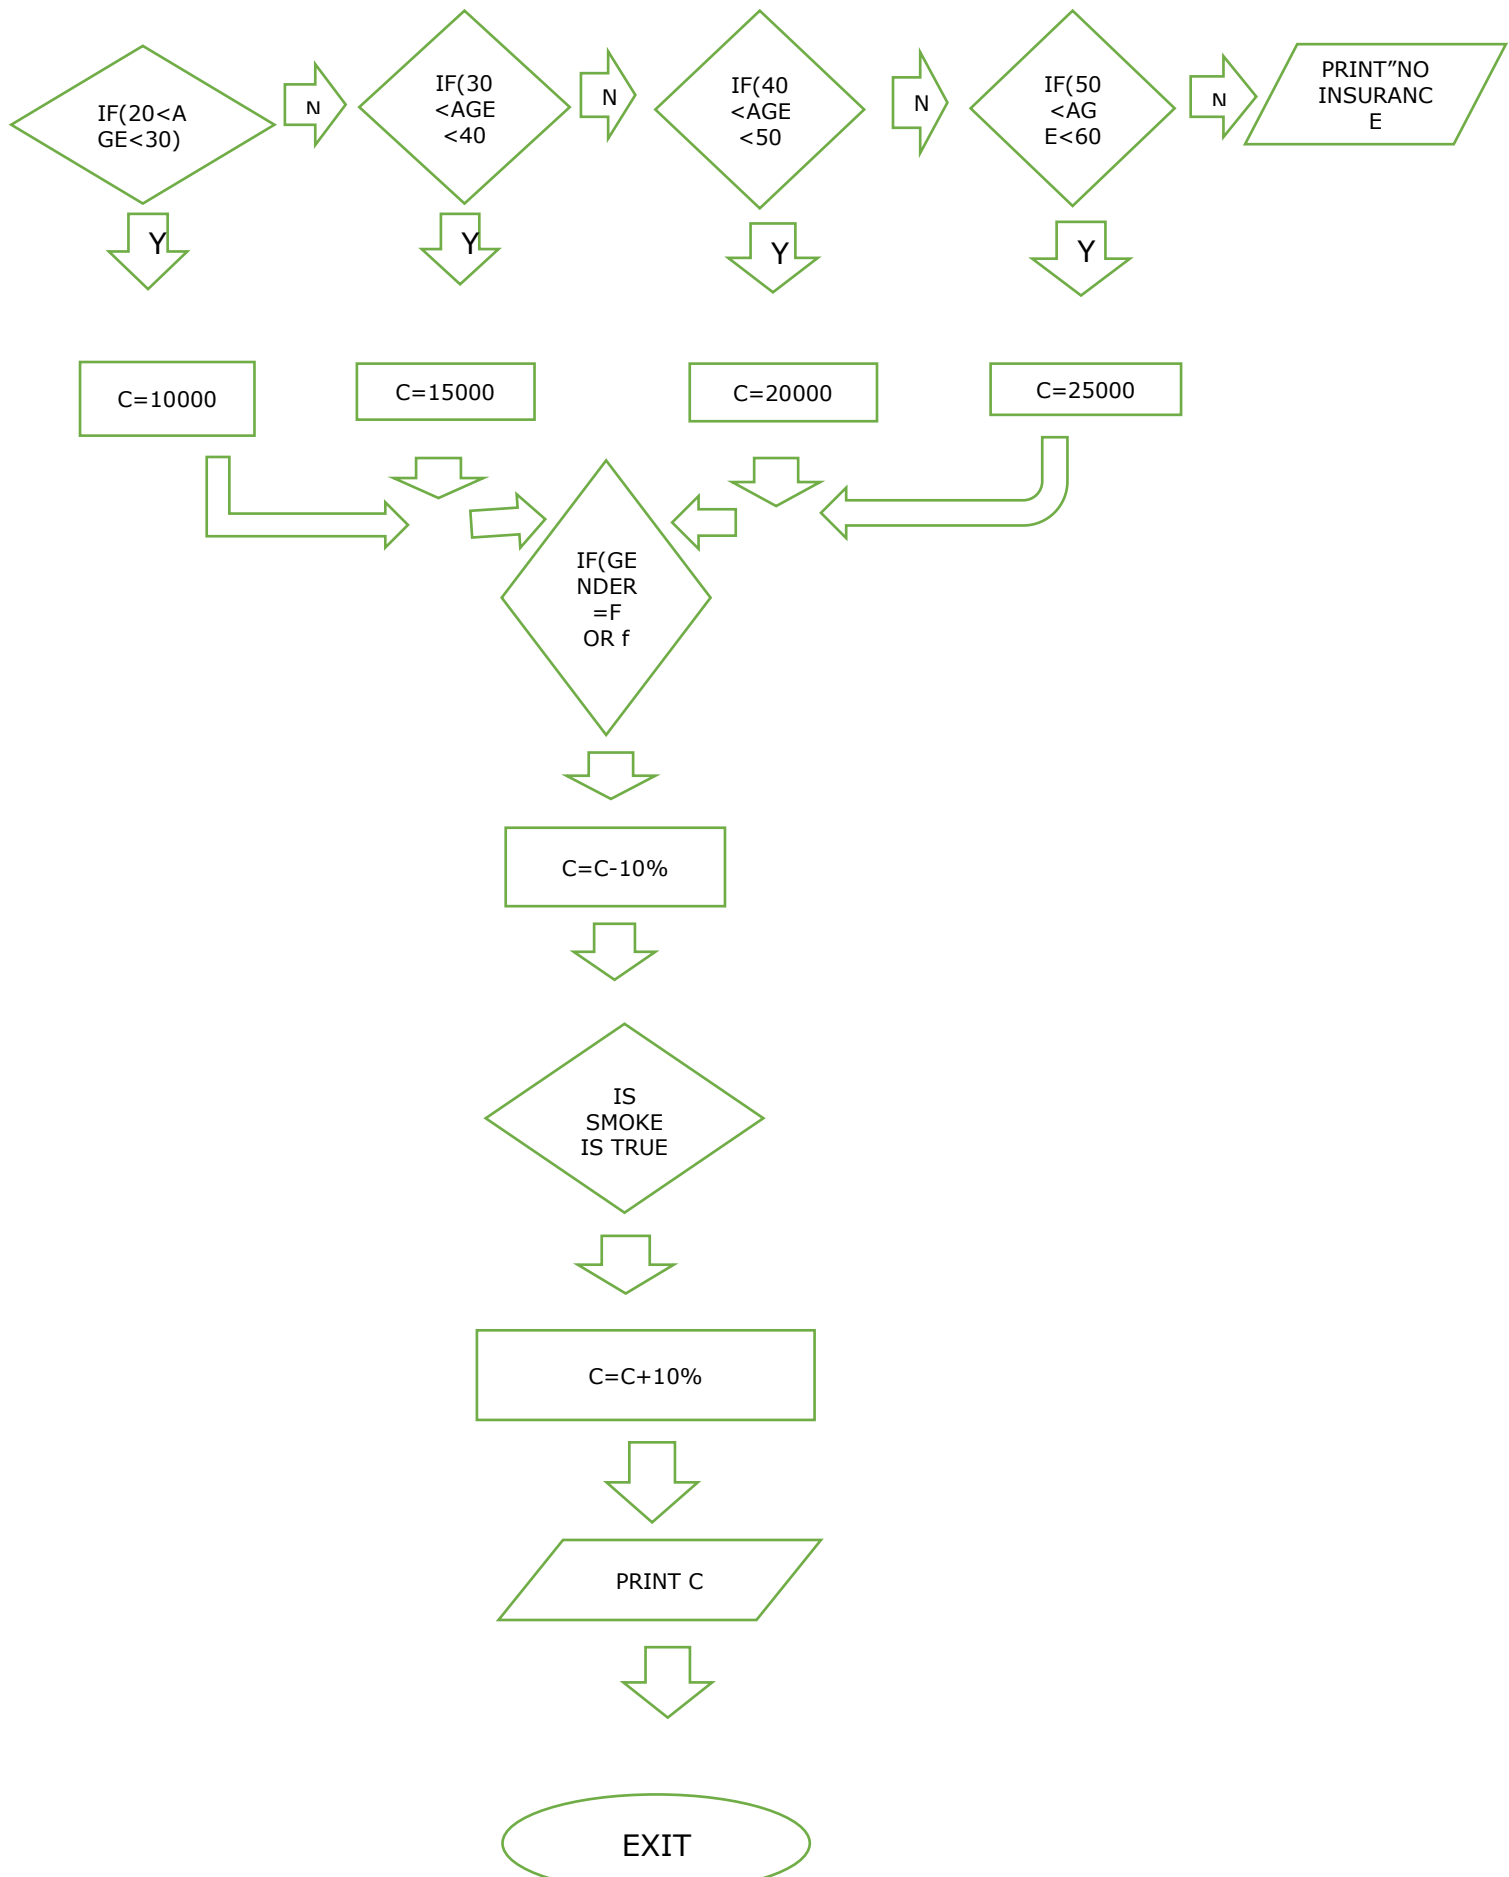 IF(20<A
GE<30)
N
IF(30
<AGE
<40
N
IF(40
<AGE
<50
N
IF(50
<AG
E<60
N
PRINT”NO
INSURANC
E
Y
Y
Y
Y
C=10000
C=15000
C=20000
C=25000
IF(GE
NDER
=F
OR f
C=C-10%
IS
SMOKE
IS TRUE
C=C+10%
PRINT C
EXIT